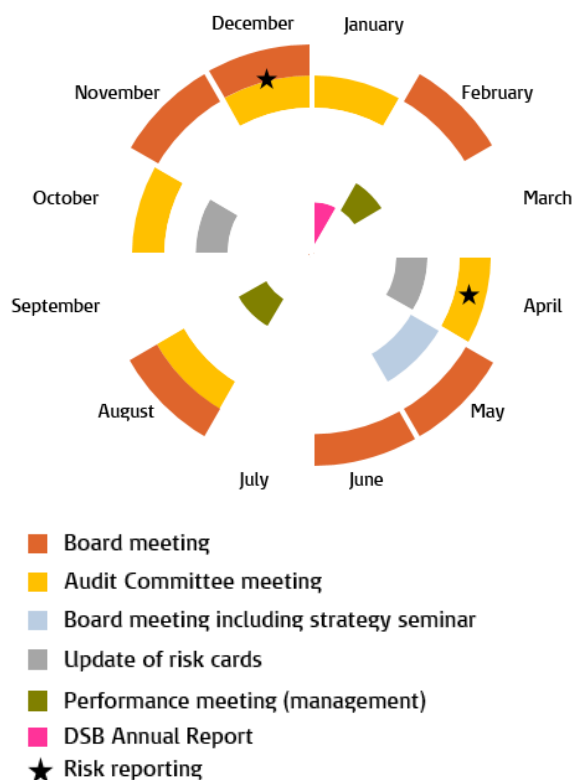 December
January
November
February
October
March
September
April
August
May
July
June
Board meeting
Audit Committee meeting
Board meeting including strategy seminar
Update of risk cards
Performance meeting (management)
DSB Annual Report
Risk reporting